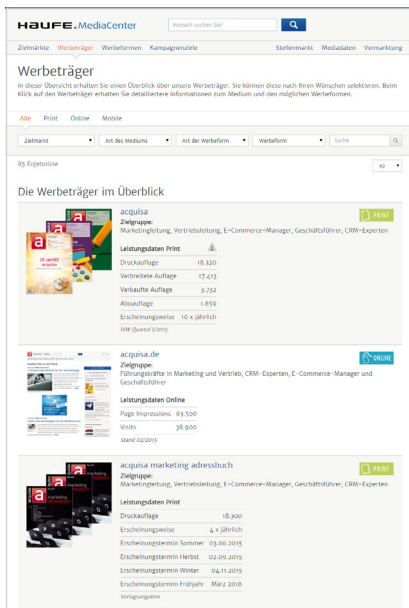 HAUFE.MediaCenter
Wonach suchen Sie?
Zielmärkte Werbeträger Werbeformen Kampagnenziele Stellenmarkt Mediadaten Vermarktung
Werbeträger
In dieser Übersicht erhalten Sie einen Überblick über unsere Werbeträger. Sie können diese nach Ihren Wünschen selektieren. Beim
Klick auf den Werbeträger erhalten Sie detailliertere Informationen zum Medium und den möglichen Werbeformen.
Alle Print Online Mobile
Zielmarkt Art des Mediums Art der Werbeform Werbeform Suche
85 Ergebnisse 10
Die Werbeträger im Überblick
acquisa PRINT
Zielgruppe:
Marketingleitung, Vertriebsleitung, E-Commerce-Manager, Geschäftsführer, CRM-Experten
Leistungsdaten Print
Druckauflage 18.320
Verbreitete Auflage 17.413
Verkaufte Auflage 3.732
Aboauflage 1.659
Erscheinungsweise 10 x jährlich
IVW Quartal I/2015
acquisa.de ONLINE
Zielgruppe:
Führungskräfte in Marketing und Vertrieb, CRM-Experten, E-Commerce-Manager und
Geschäftsführer
Leistungsdaten Online
Page Impressions 63.500
Visits 38.900
Stand 02/2015
acquisa marketing adressbuch PRINT
Zielgruppe:
Marketingleitung, Vertriebsleitung, E-Commerce-Manager, Geschäftsführer, CRM-Experten
Leistungsdaten Print
Druckauflage 18.300
Erscheinungsweise 4 x jährlich
Erscheinungstermin Sommer 03.06.2015
Erscheinungstermin Herbst 02.09.2015
Erscheinungstermin Winter 04.11.2015
Erscheinungstermin Frühjahr März 2016
Verlagsangaben